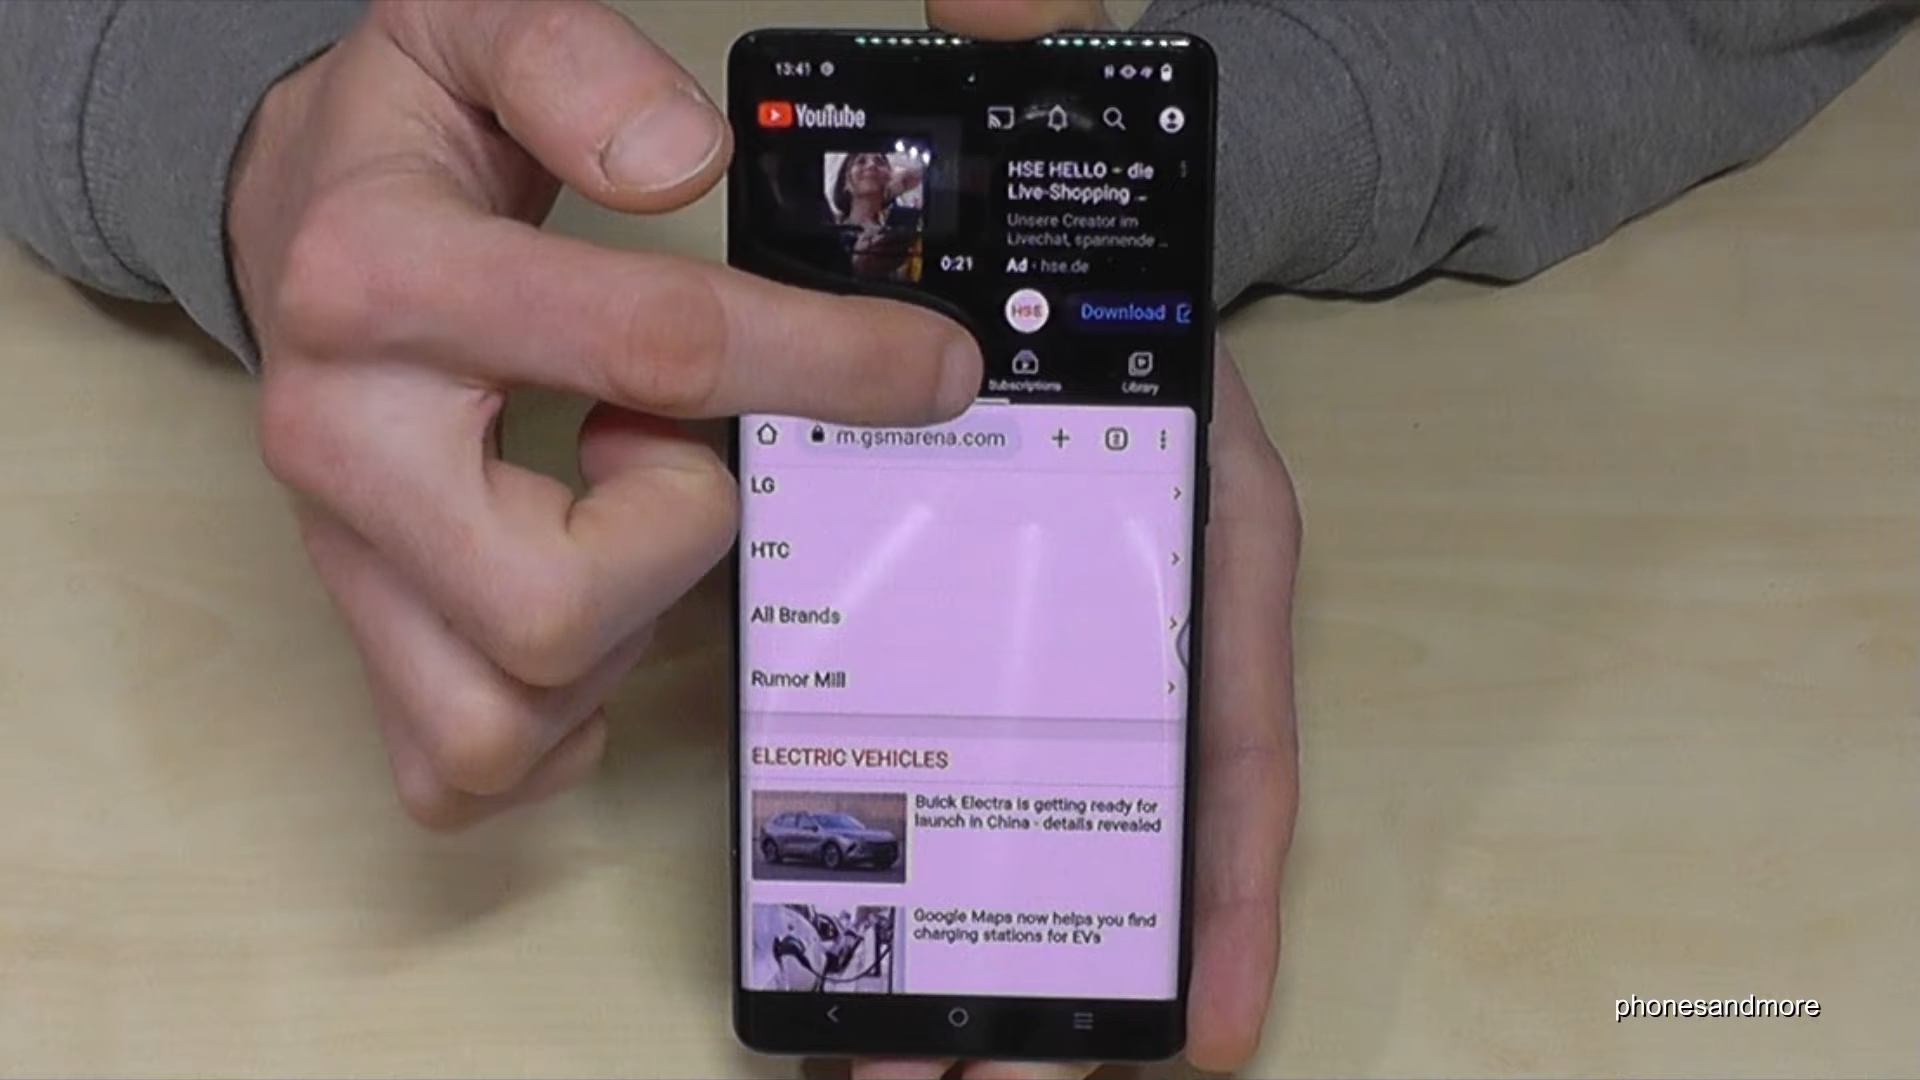 13:41
YouTube
HSE HELLO - die
Live-Shopping ...
Unsere Creator im
Livechat, spannende ...
0:21
Ad · hse.de
HSE
Download
Subscriptions
Library
m.gsmarena.com
2
LG
HTC
All Brands
Rumor Mill
ELECTRIC VEHICLES
Buick Electra is getting ready for
launch in China - details revealed
Google Maps now helps you find
charging stations for EVs
phonesandmore